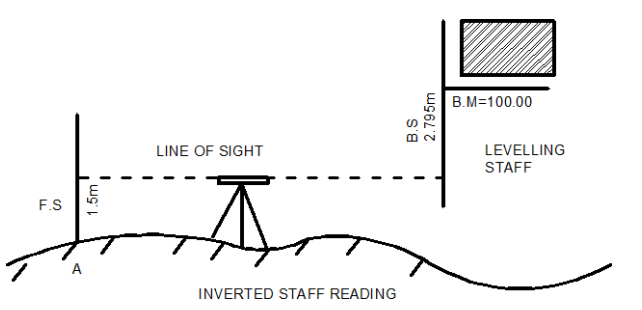 B.M=100.00
B.S
2.795m
LEVELLING
STAFF
LINE OF SIGHT
F.S
1.5m
A
INVERTED STAFF READING